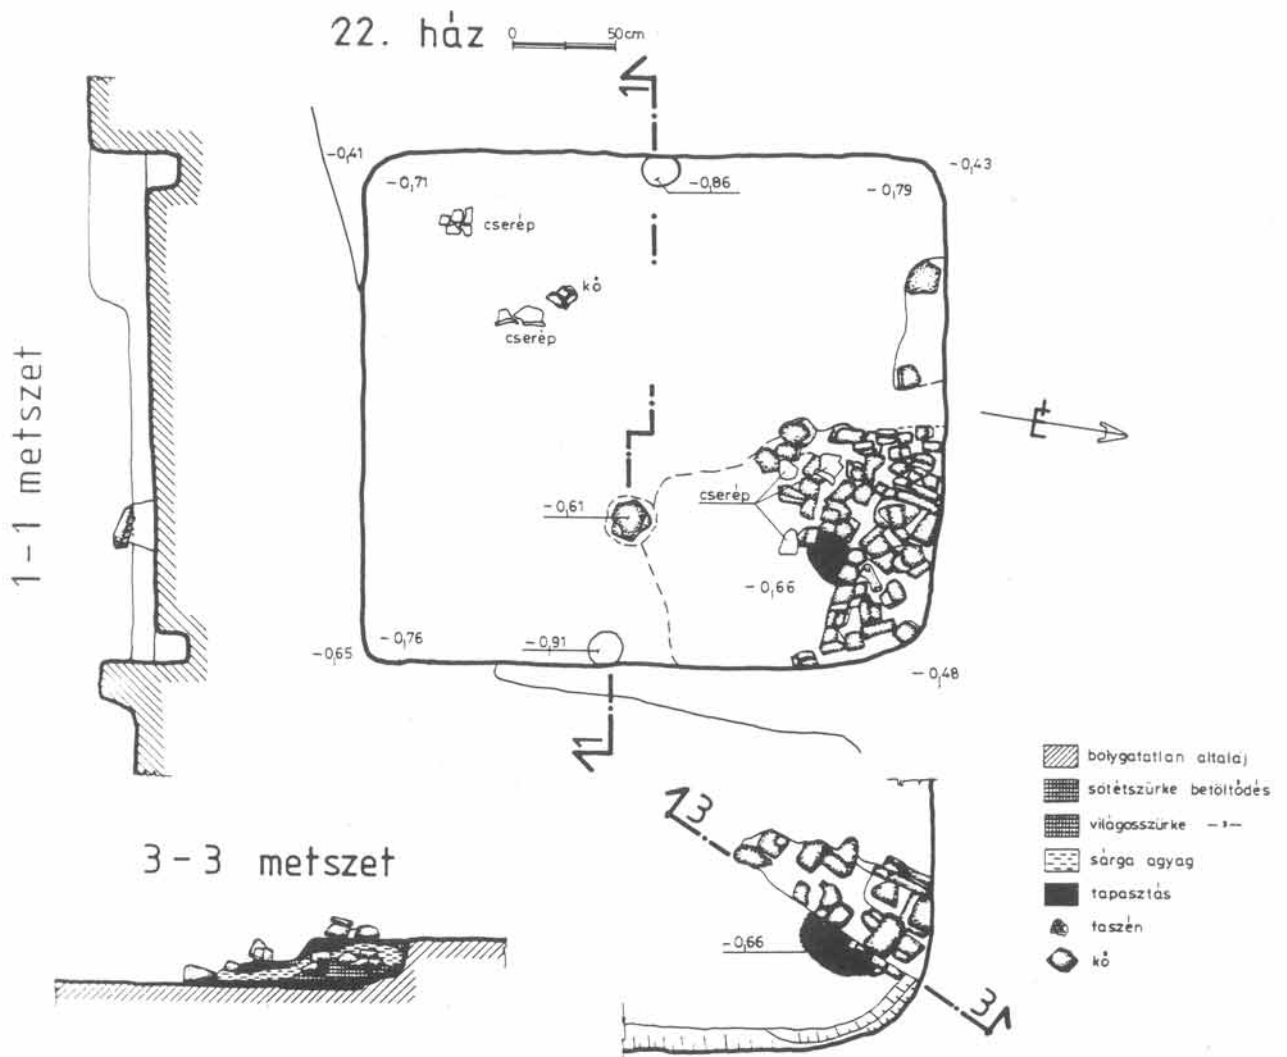 22. ház
0 50cm
1
-0,41
-0,71
-0,86
-0,79
-0,43
cserép
kő
cserép
1-1 metszet
É
cserép
-0,61
-0,66
-0,65
-0,76
-0,91
-0,48
1
bolygatatlan altalaj
sötétszürke betöltődés
világosszürke -〃-
sárga agyag
tapasztás
faszén
kő
3
3-3 metszet
-0,66
3